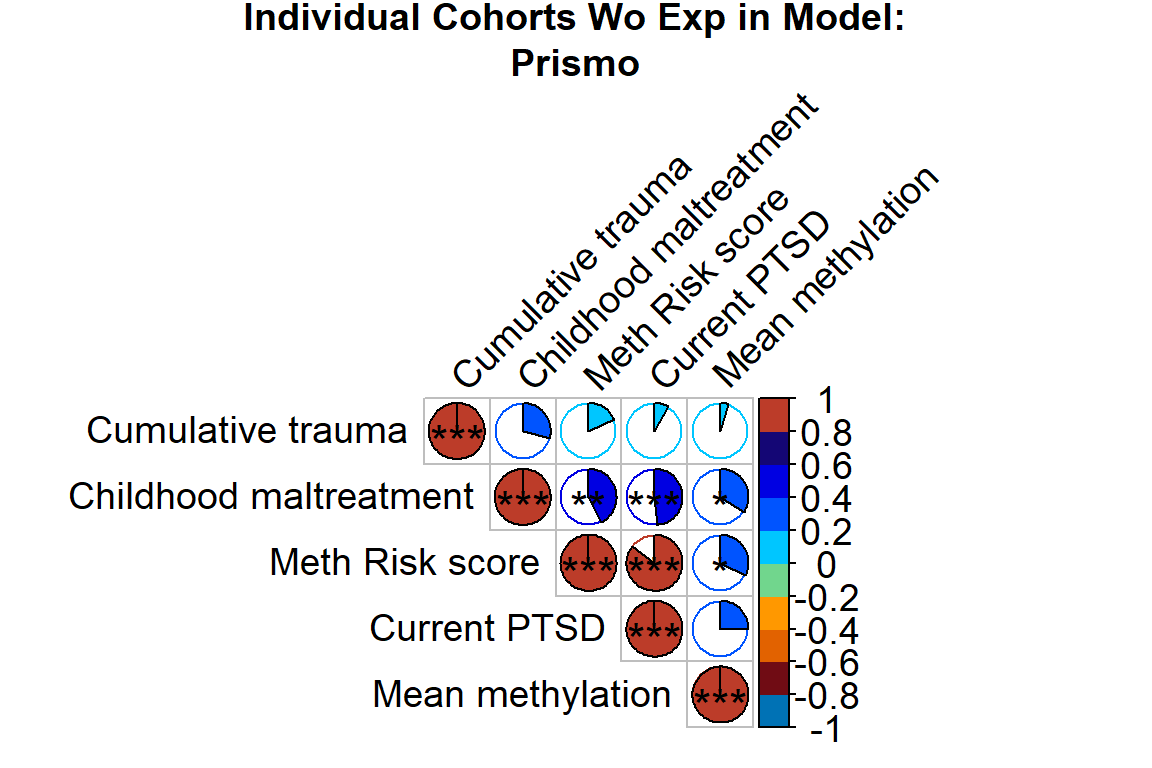 Individual Cohorts Wo Exp in Model:
Prismo
Cumulative trauma
Childhood maltreatment
Meth Risk score
Current PTSD
Mean methylation
Cumulative trauma
***
Childhood maltreatment
*** ** *** *
Meth Risk score
*** *** *
Current PTSD
***
Mean methylation
***
1
0.8
0.6
0.4
0.2
0
-0.2
-0.4
-0.6
-0.8
-1